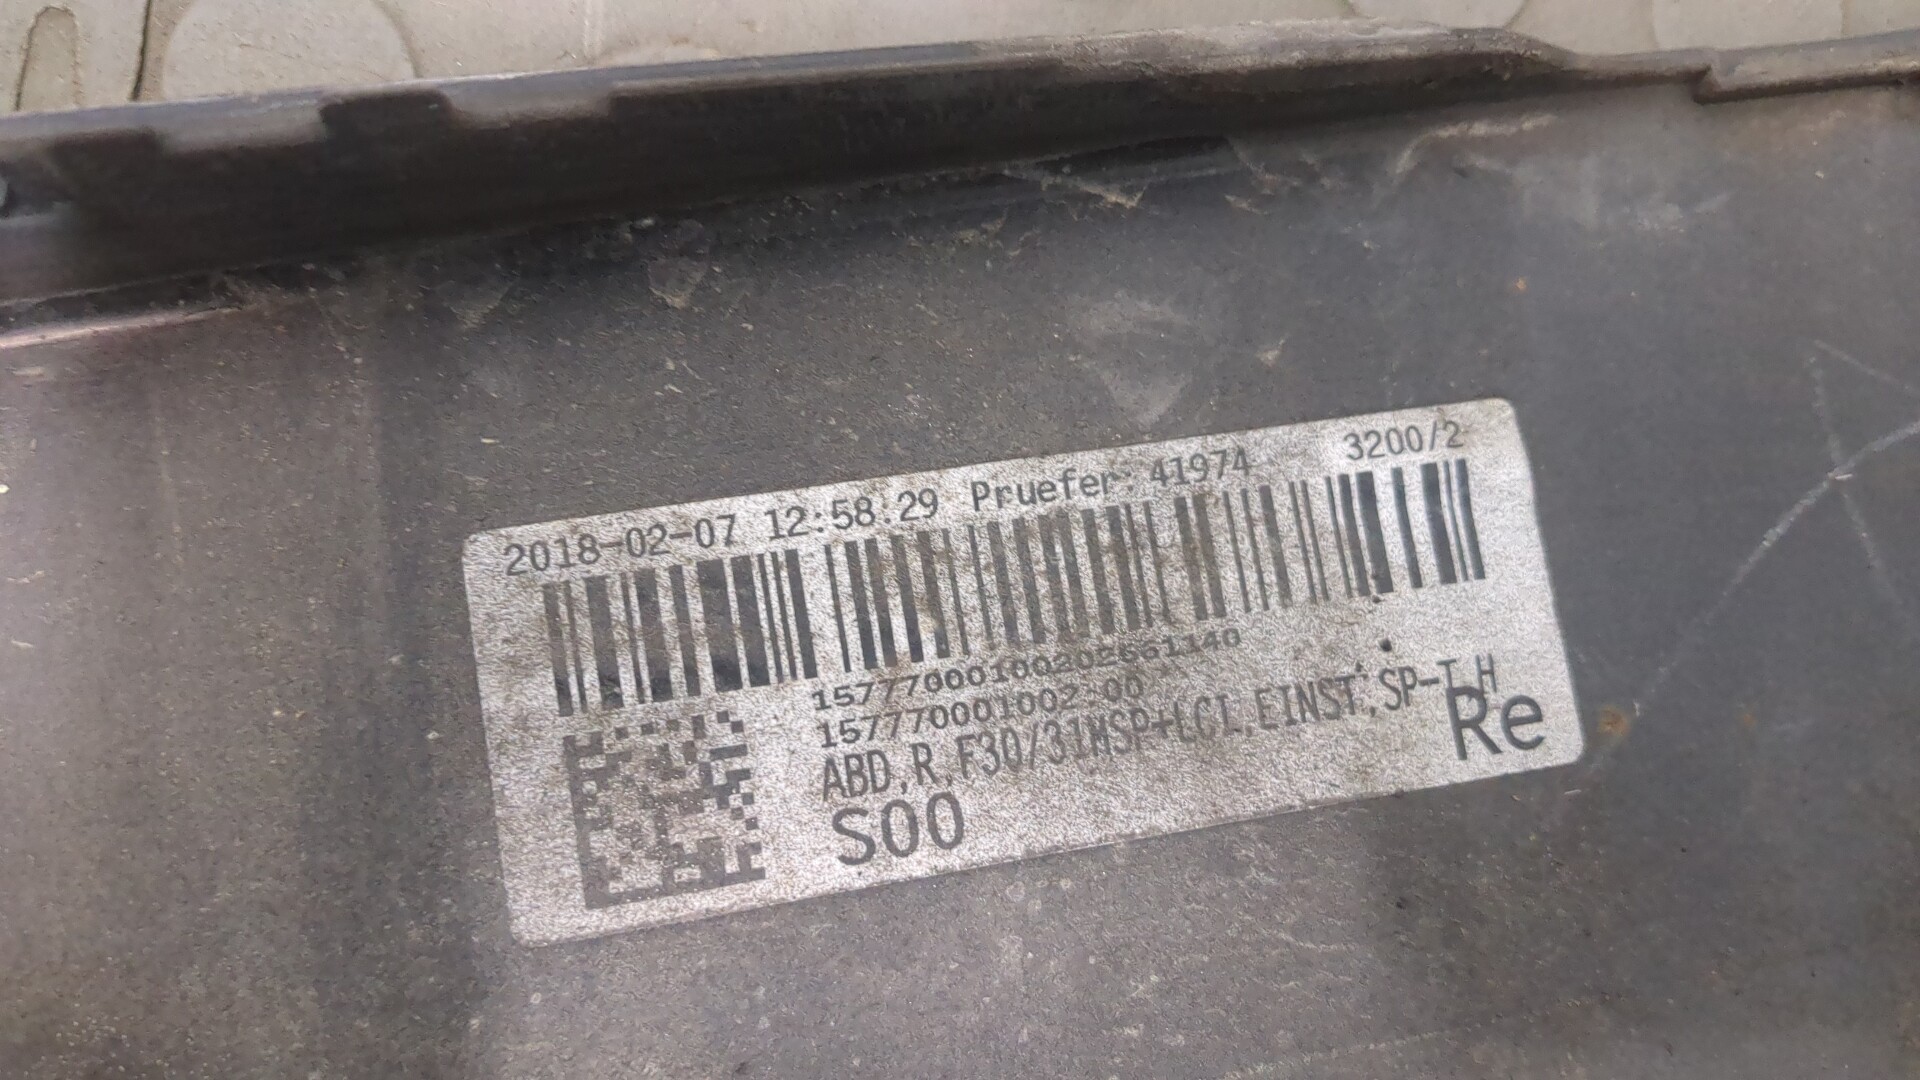 2018-02-07 12:58:29 Pruefer: 41974 3200/2
15777000100202651140
157770001002:00
ABD,R,F30/31MSP+LCI,EINST.,SP-T,H
Re
S00